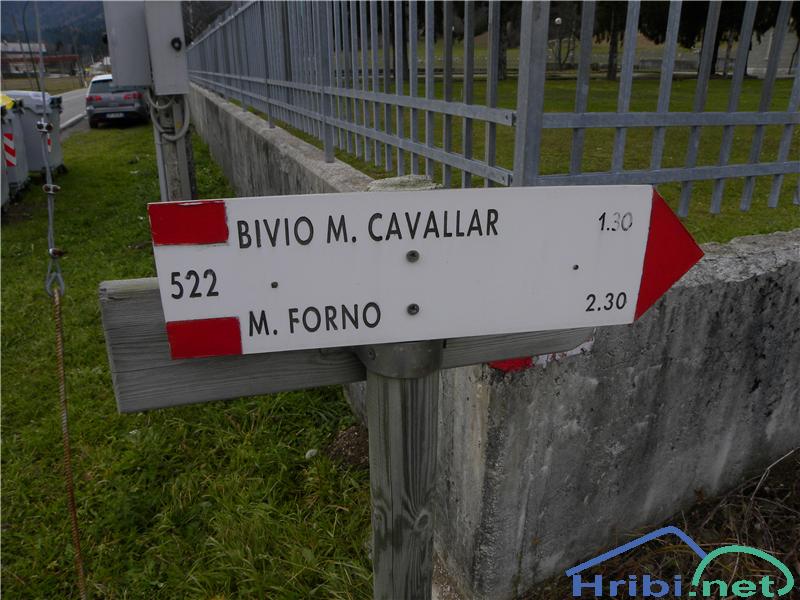 BIVIO M. CAVALLAR 1.30
522
M. FORNO 2.30
Hribi.net